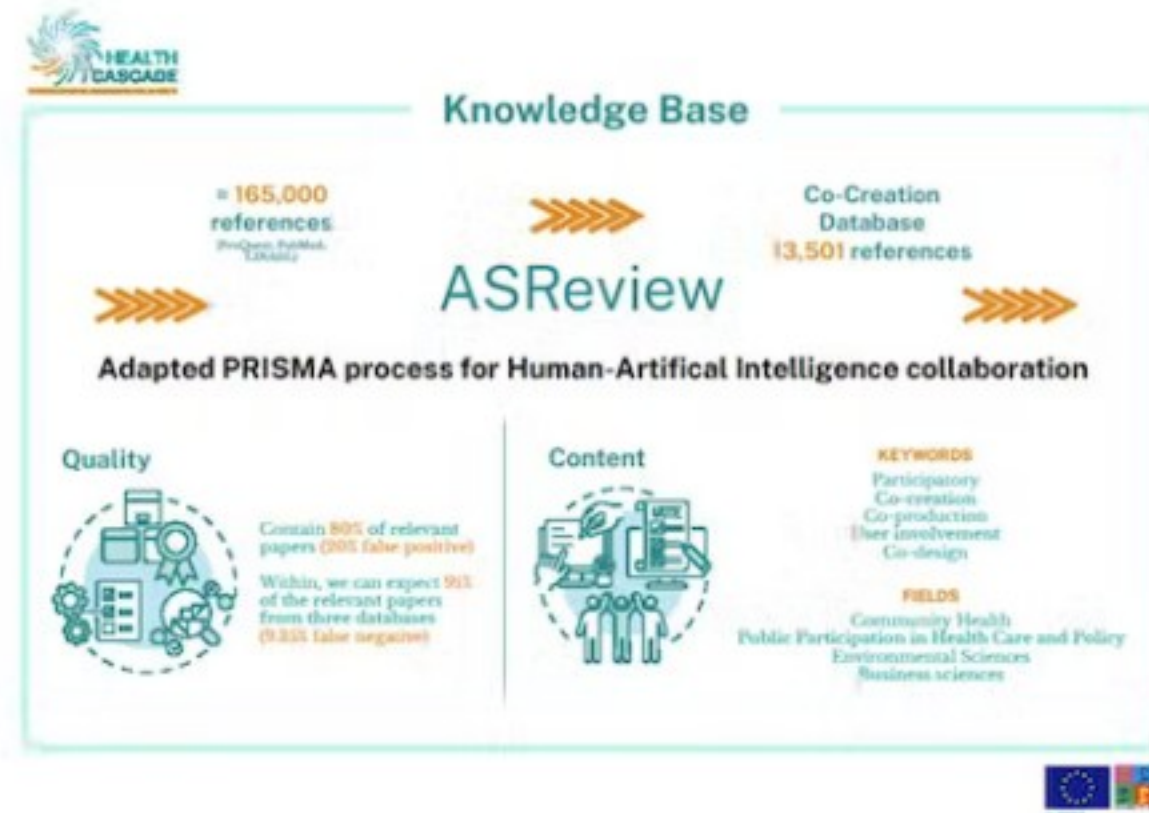 HEALTH
CASCADE
Knowledge Base
165,000
references
Co-Creation
Database
13,501 references
ASReview
Adapted PRISMA process for Human-Artifical Intelligence collaboration
Quality
Contain 80% of relevant
papers (20% false positive)
Within, we can expect
of the relevant papers
from three databases
false negative)
Content
VOTE
KEYWORDS
Participatory
Co-creation
Co-production
User involvement
Co-design
FIELDS
Community Health
Public Participation in Health Care and Policy
Environmental Sciences
Business sciences